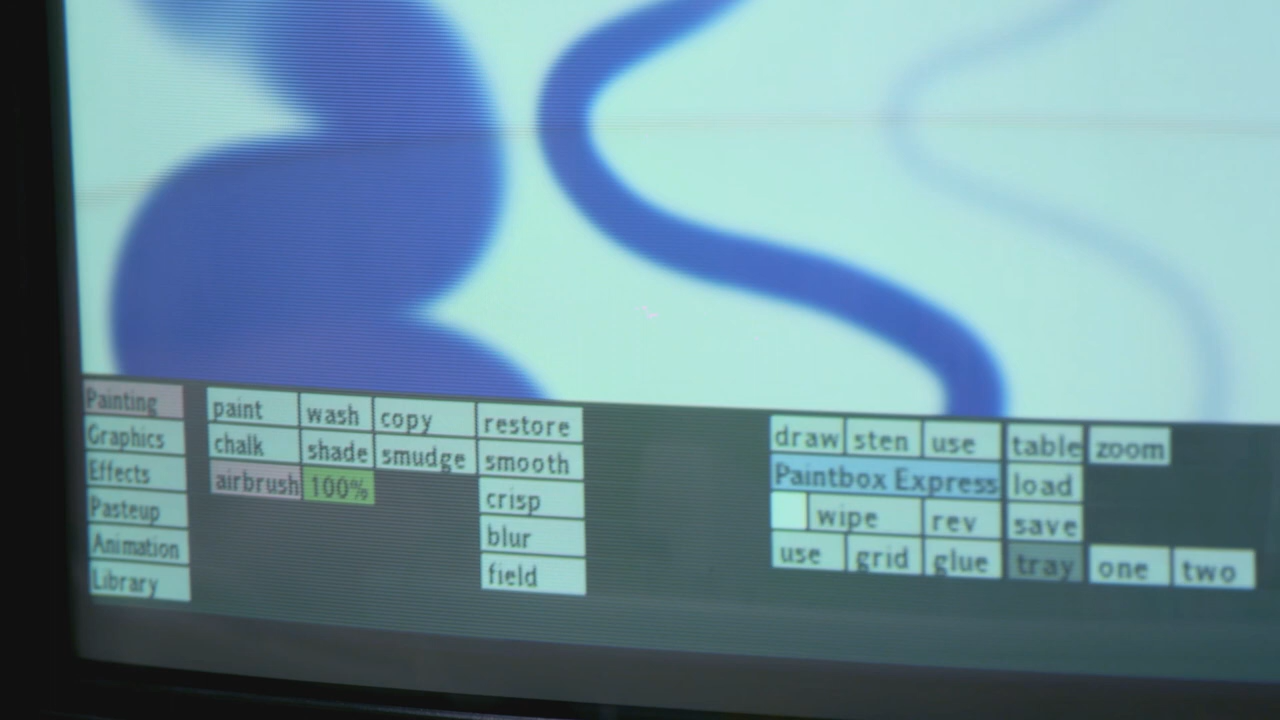 Painting
Graphics
Effects
Pasteup
Animation
Library
paint wash copy restore
chalk shade smudge smooth
airbrush 100% crisp
blur
field
draw sten use table zoom
Paintbox Express load
wipe rev save
use grid glue tray one two